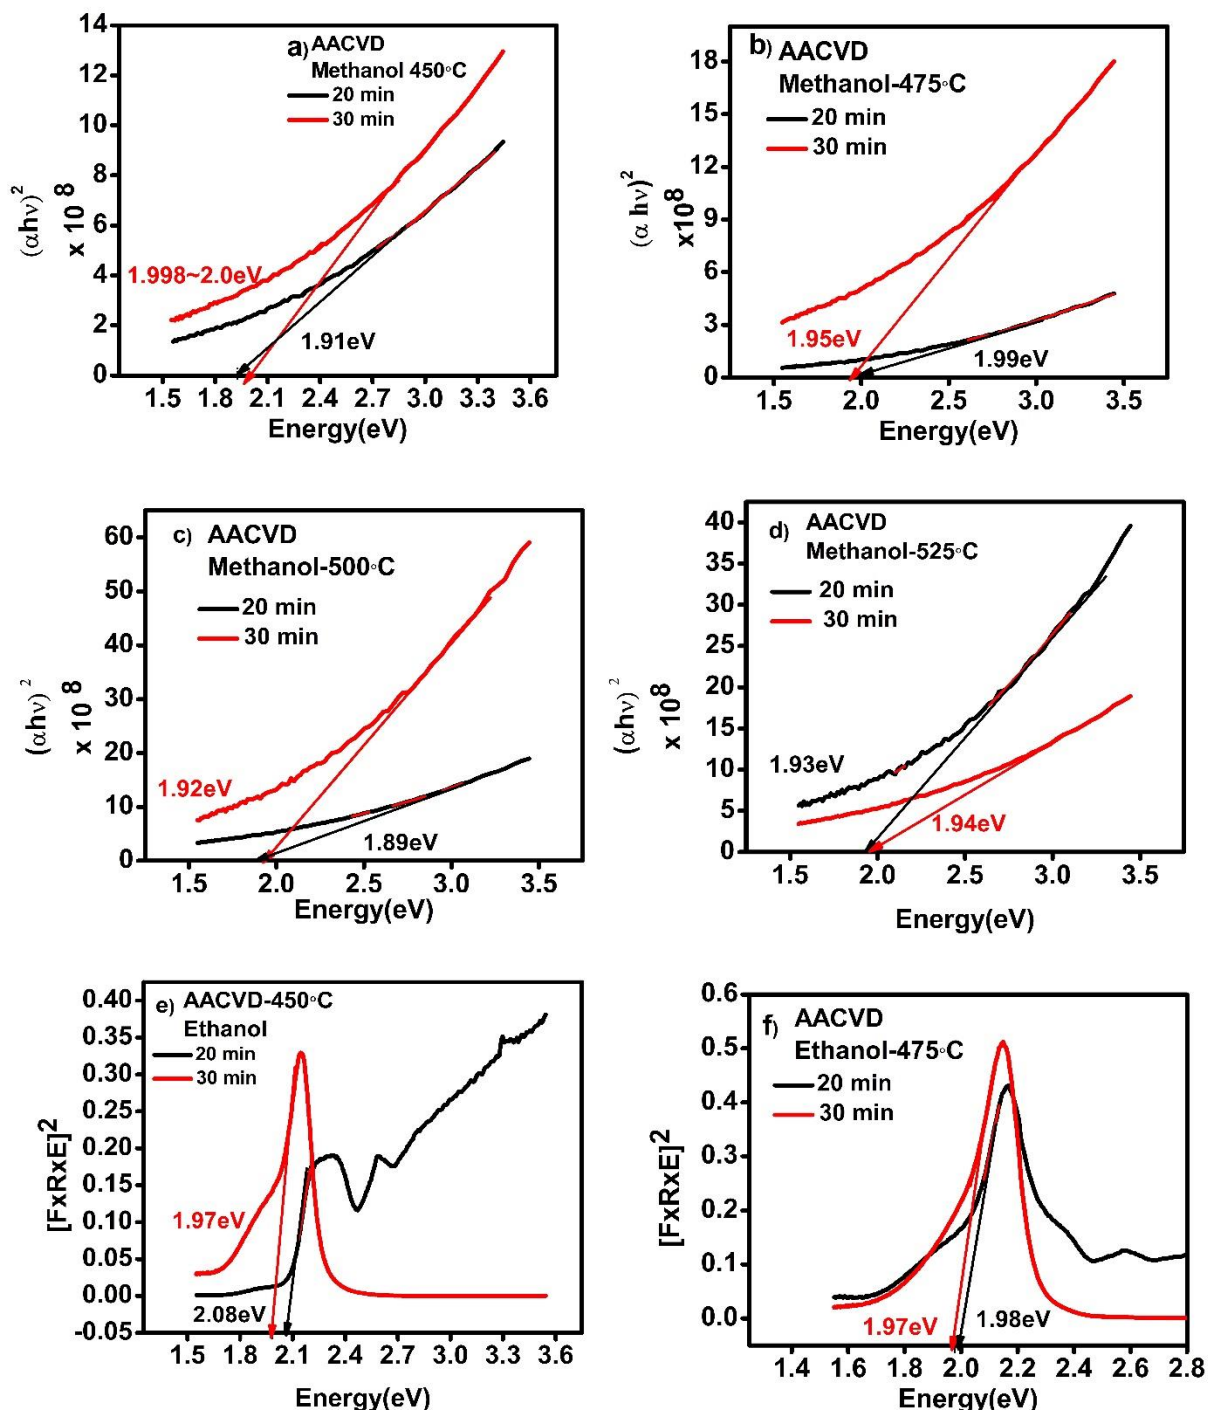 a) AACVD
Methanol 450°C
20 min
30 min
14
12
10
8
6
4
2
0
(αhν)²
x 10⁸
1.998~2.0eV
1.91eV
1.5 1.8 2.1 2.4 2.7 3.0 3.3 3.6
Energy(eV)
b) AACVD
Methanol-475°C
20 min
30 min
18
15
12
9
6
3
0
(α hν)²
x10⁸
1.95eV
1.99eV
1.5 2.0 2.5 3.0 3.5
Energy(eV)
c) AACVD
Methanol-500°C
20 min
30 min
60
50
40
30
20
10
0
(αhν)²
x 10⁸
1.92eV
1.89eV
1.5 2.0 2.5 3.0 3.5
Energy(eV)
d) AACVD
Methanol-525°C
20 min
30 min
40
35
30
25
20
15
10
5
0
(αhν)²
x 10⁸
1.93eV
1.94eV
1.5 2.0 2.5 3.0 3.5
Energy(eV)
e) AACVD-450°C
Ethanol
20 min
30 min
0.40
0.35
0.30
0.25
0.20
0.15
0.10
0.05
0.00
-0.05
[FxRxE]²
1.97eV
2.08eV
1.5 1.8 2.1 2.4 2.7 3.0 3.3 3.6
Energy(eV)
f) AACVD
Ethanol-475°C
20 min
30 min
0.6
0.5
0.4
0.3
0.2
0.1
0.0
[FxRxE]²
1.97eV
1.98eV
1.4 1.6 1.8 2.0 2.2 2.4 2.6 2.8
Energy(eV)